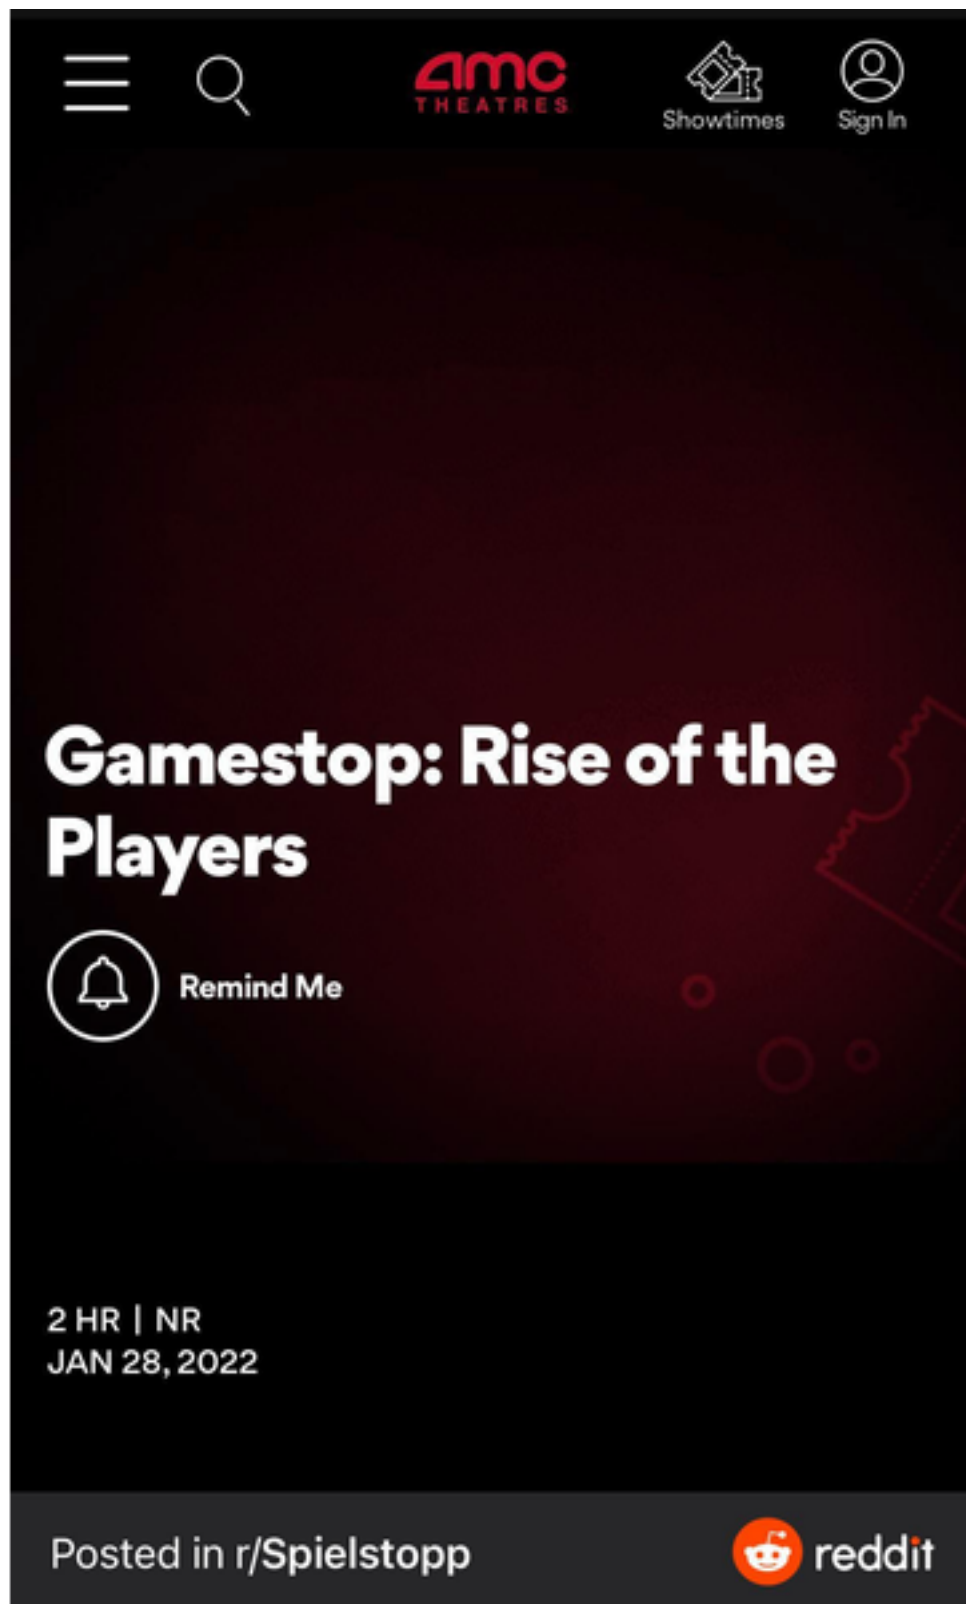 amc
THEATRES
Showtimes
Sign In
Gamestop: Rise of the
Players
Remind Me
2 HR | NR
JAN 28, 2022
Posted in r/Spielstopp
reddit